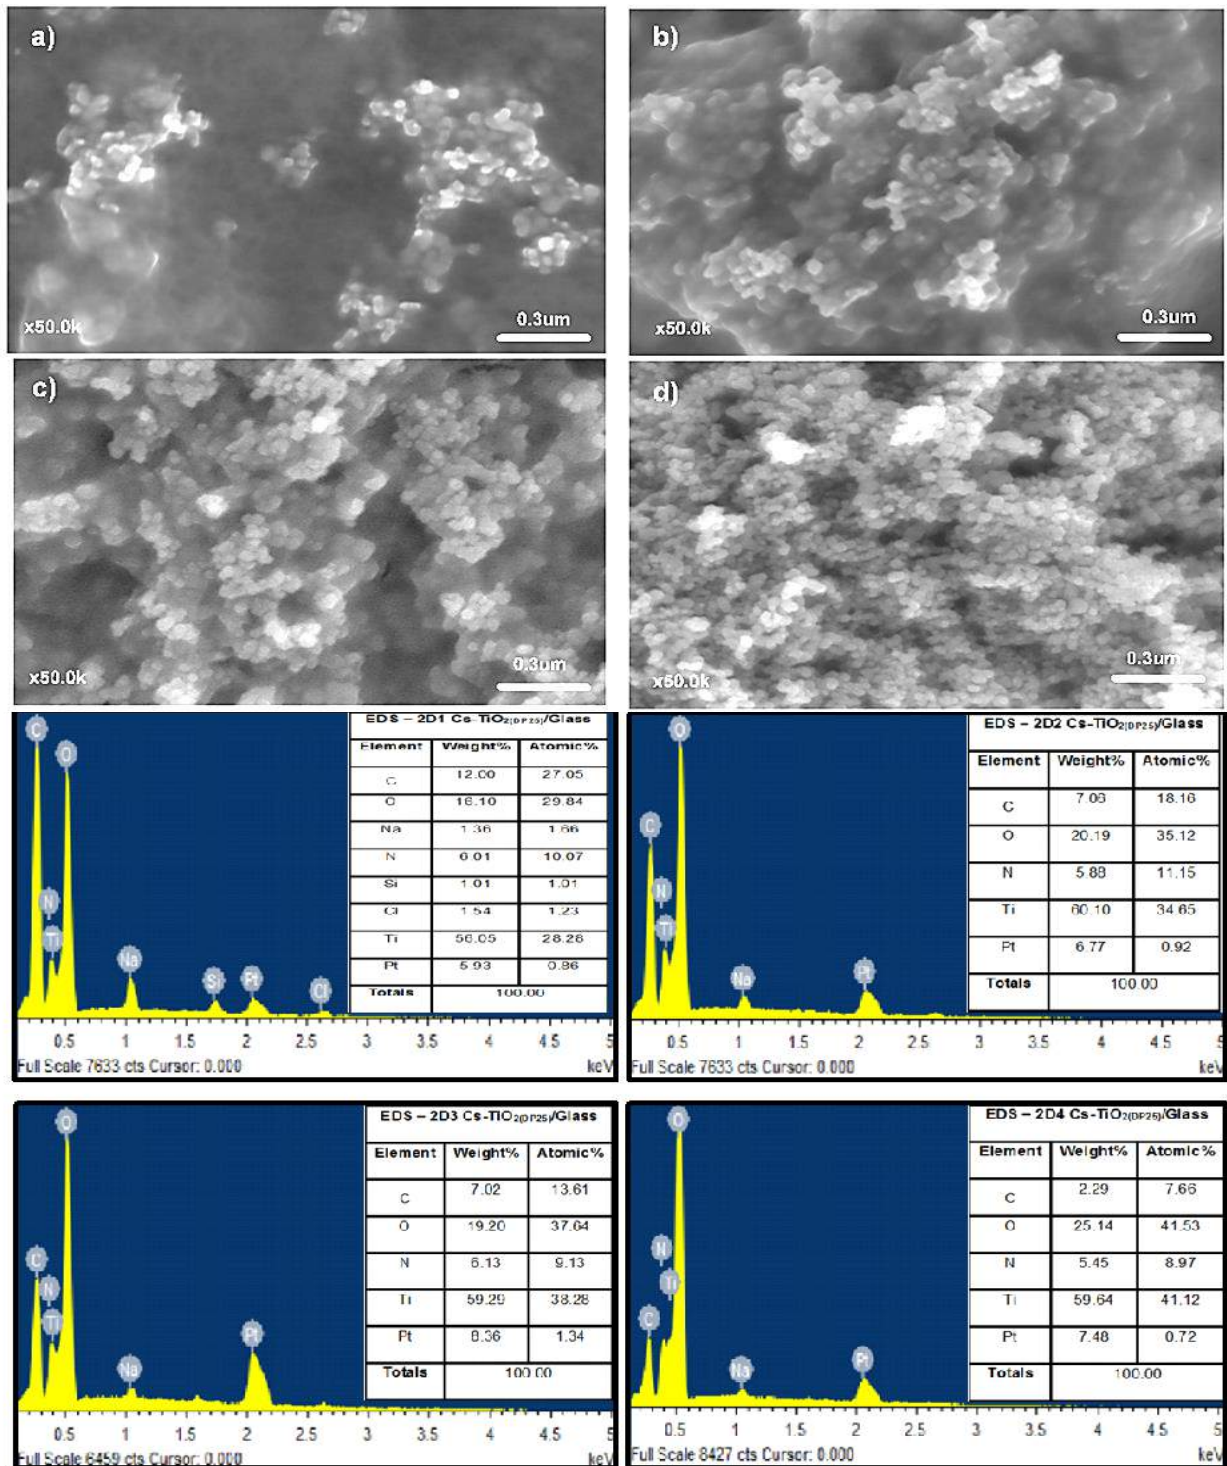 a)
x50.0k
0.3um
b)
x50.0k
0.3um
c)
x50.0k
0.3um
d)
x50.0k
0.3um
EDS – 2D1 Cs-TiO2(DP25)/Glass
Element Weight% Atomic%
C 12.00 27.05
O 16.10 29.84
Na 1.36 1.66
N 6.01 10.07
Si 1.01 1.01
Cl 1.54 1.23
Ti 56.05 28.28
Pt 5.93 0.86
Totals 100.00
C
O
N
Ti
Na
Si
Pt
Cl
0.5 1 1.5 2 2.5 3 3.5 4 4.5 5
Full Scale 7633 cts Cursor: 0.000 keV
EDS – 2D2 Cs-TiO2(DP25)/Glass
Element Weight% Atomic%
C 7.06 18.16
O 20.19 35.12
N 5.88 11.15
Ti 60.10 34.65
Pt 6.77 0.92
Totals 100.00
O
C
N
Ti
Na
Pt
0.5 1 1.5 2 2.5 3 3.5 4 4.5 5
Full Scale 7633 cts Cursor: 0.000 keV
EDS – 2D3 Cs-TiO2(DP25)/Glass
Element Weight% Atomic%
C 7.02 13.61
O 19.20 37.64
N 6.13 9.13
Ti 59.29 38.28
Pt 8.36 1.34
Totals 100.00
O
C
N
Ti
Na
Pt
0.5 1 1.5 2 2.5 3 3.5 4 4.5 5
Full Scale 6459 cts Cursor: 0.000 keV
EDS – 2D4 Cs-TiO2(DP25)/Glass
Element Weight% Atomic%
C 2.29 7.66
O 25.14 41.53
N 5.45 8.97
Ti 59.64 41.12
Pt 7.48 0.72
Totals 100.00
O
N
Ti
C
Na
Pt
0.5 1 1.5 2 2.5 3 3.5 4 4.5 5
Full Scale 8427 cts Cursor: 0.000 keV